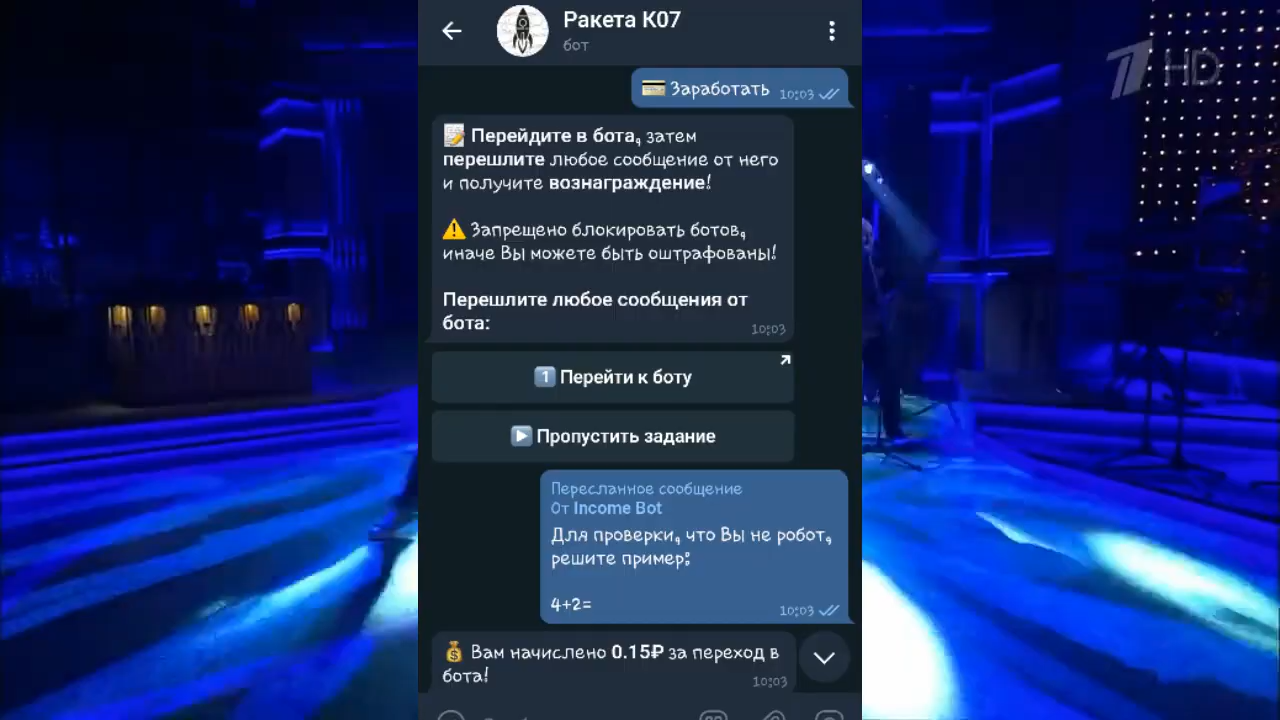 Ракета К07
бот
💳 Заработать 10:03
📝 Перейдите в бота, затем
перешлите любое сообщение от него
и получите вознаграждение!
⚠️ Запрещено блокировать ботов,
иначе Вы можете быть оштрафованы!
Перешлите любое сообщения от
бота: 10:03
1️⃣ Перейти к боту
▶️ Пропустить задание
Пересланное сообщение
От Income Bot
Для проверки, что Вы не робот,
решите пример:
4+2= 10:03
💰 Вам начислено 0.15₽ за переход в
бота! 10:03
1 HD